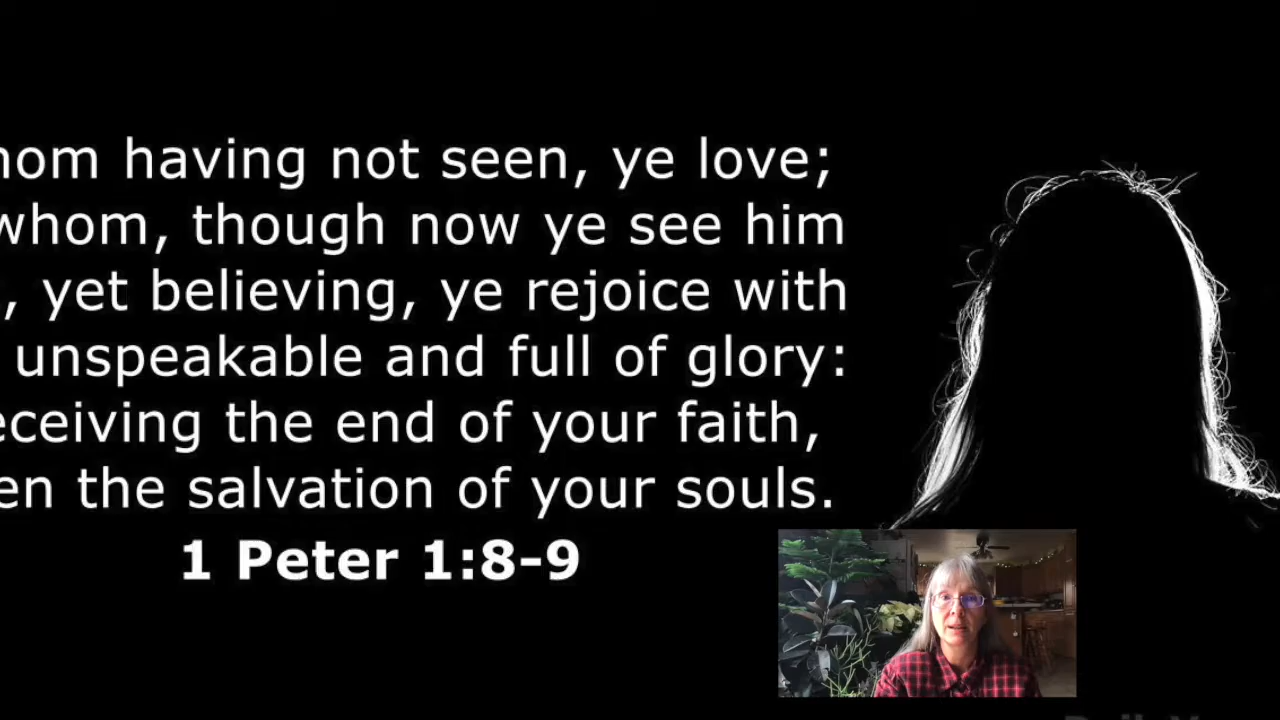 hom having not seen, ye love;
whom, though now ye see him
, yet believing, ye rejoice with
unspeakable and full of glory:
eceiving the end of your faith,
en the salvation of your souls.
1 Peter 1:8-9